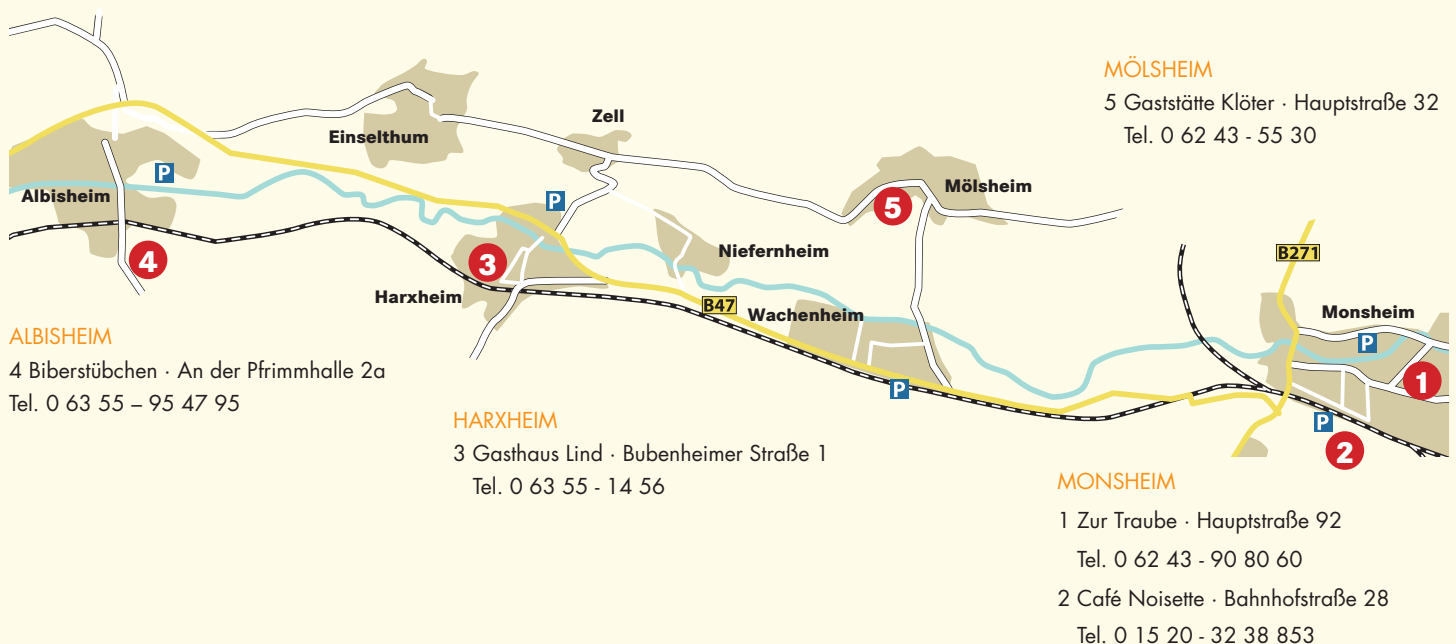 MÖLSHEIM
5 Gaststätte Klöter · Hauptstraße 32
Tel. 0 62 43 - 55 30
Zell
Einselthum
P
Albisheim
P
Mölsheim
5
4
3
Niefernheim
B271
Harxheim
B47
Wachenheim
Monsheim
P
P
1
P
2
ALBISHEIM
4 Biberstübchen · An der Pfrimmhalle 2a
Tel. 0 63 55 – 95 47 95
HARXHEIM
3 Gasthaus Lind · Bubenheimer Straße 1
Tel. 0 63 55 - 14 56
MONSHEIM
1 Zur Traube · Hauptstraße 92
Tel. 0 62 43 - 90 80 60
2 Café Noisette · Bahnhofstraße 28
Tel. 0 15 20 - 32 38 853